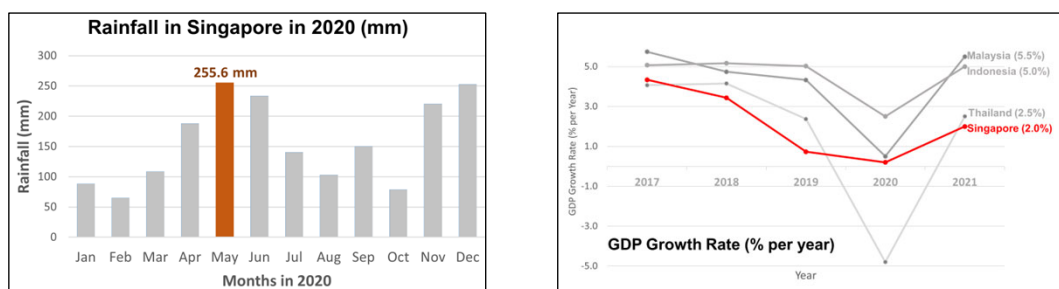 Rainfall in Singapore in 2020 (mm)
Rainfall (mm)
300
250
200
150
100
50
0
255.6 mm
Jan Feb Mar Apr May Jun Jul Aug Sep Oct Nov Dec
Months in 2020
GDP Growth Rate (% per Year)
5.0
3.0
1.0
-1.0
-3.0
-5.0
Malaysia (5.5%)
Indonesia (5.0%)
Thailand (2.5%)
Singapore (2.0%)
2017 2018 2019 2020 2021
GDP Growth Rate (% per year)
Year